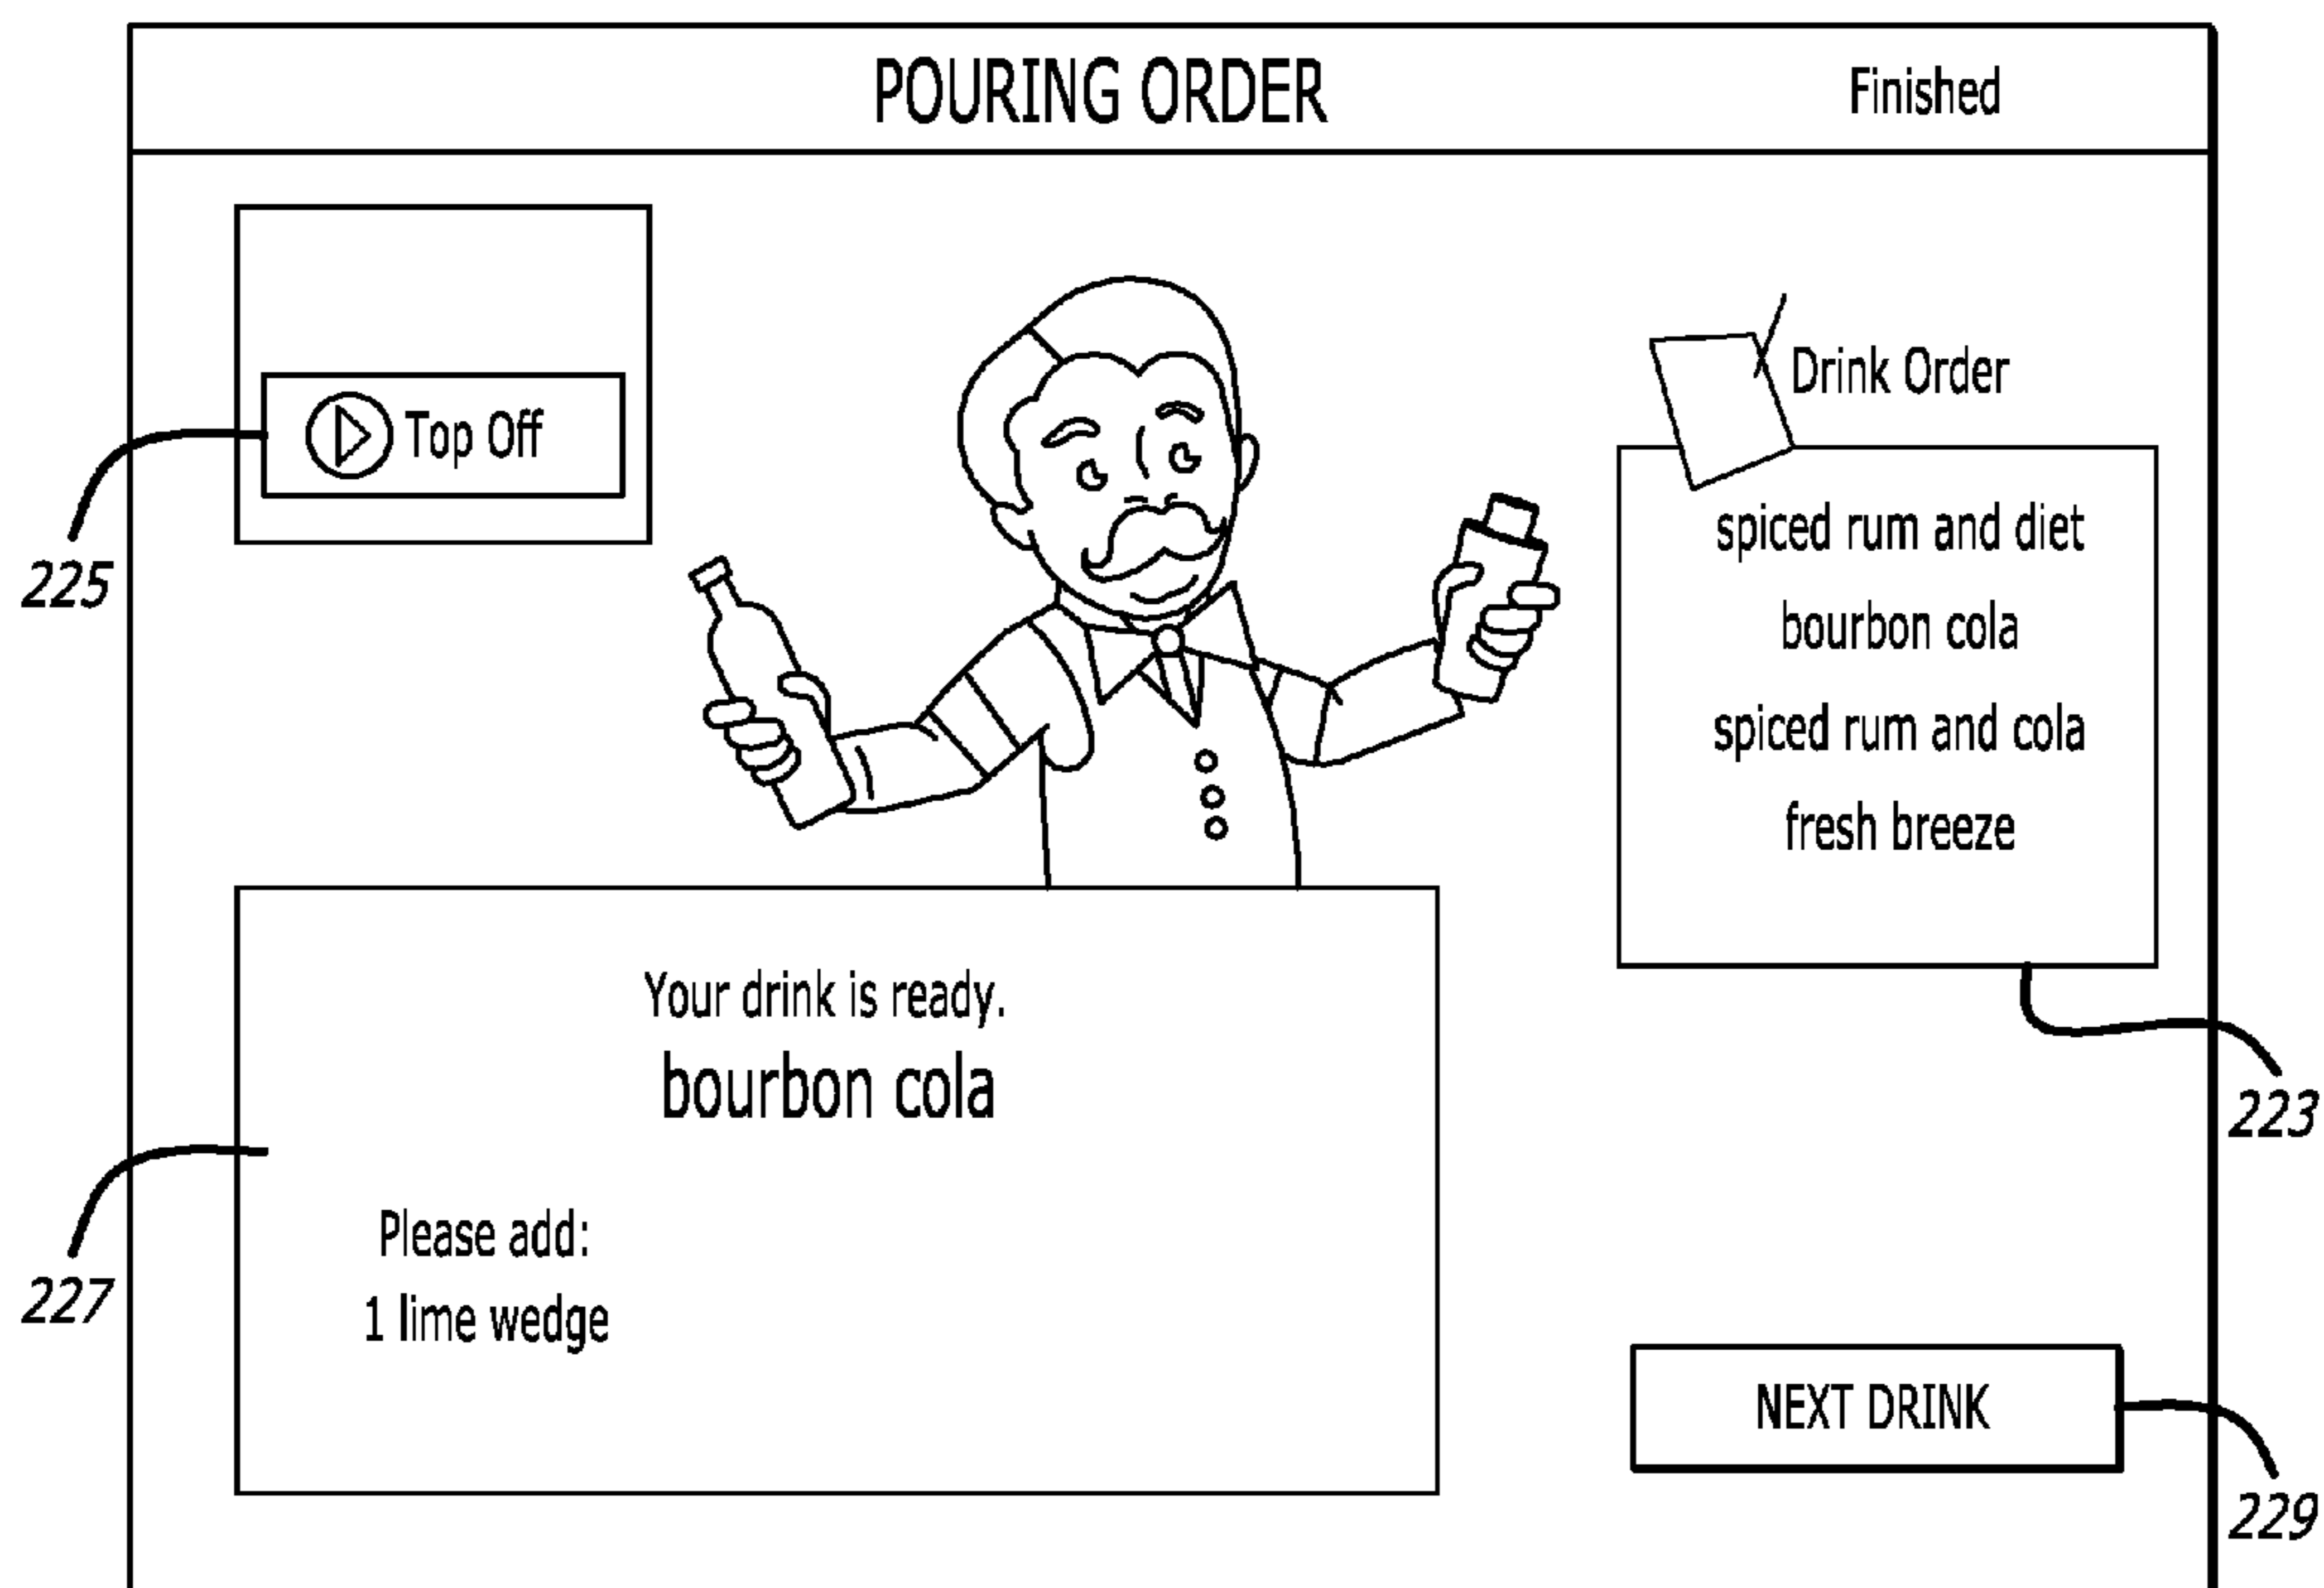 POURING ORDER
Finished
Top Off
225
Drink Order
spiced rum and diet
bourbon cola
spiced rum and cola
fresh breeze
223
Your drink is ready.
bourbon cola
Please add:
1 lime wedge
227
NEXT DRINK
229